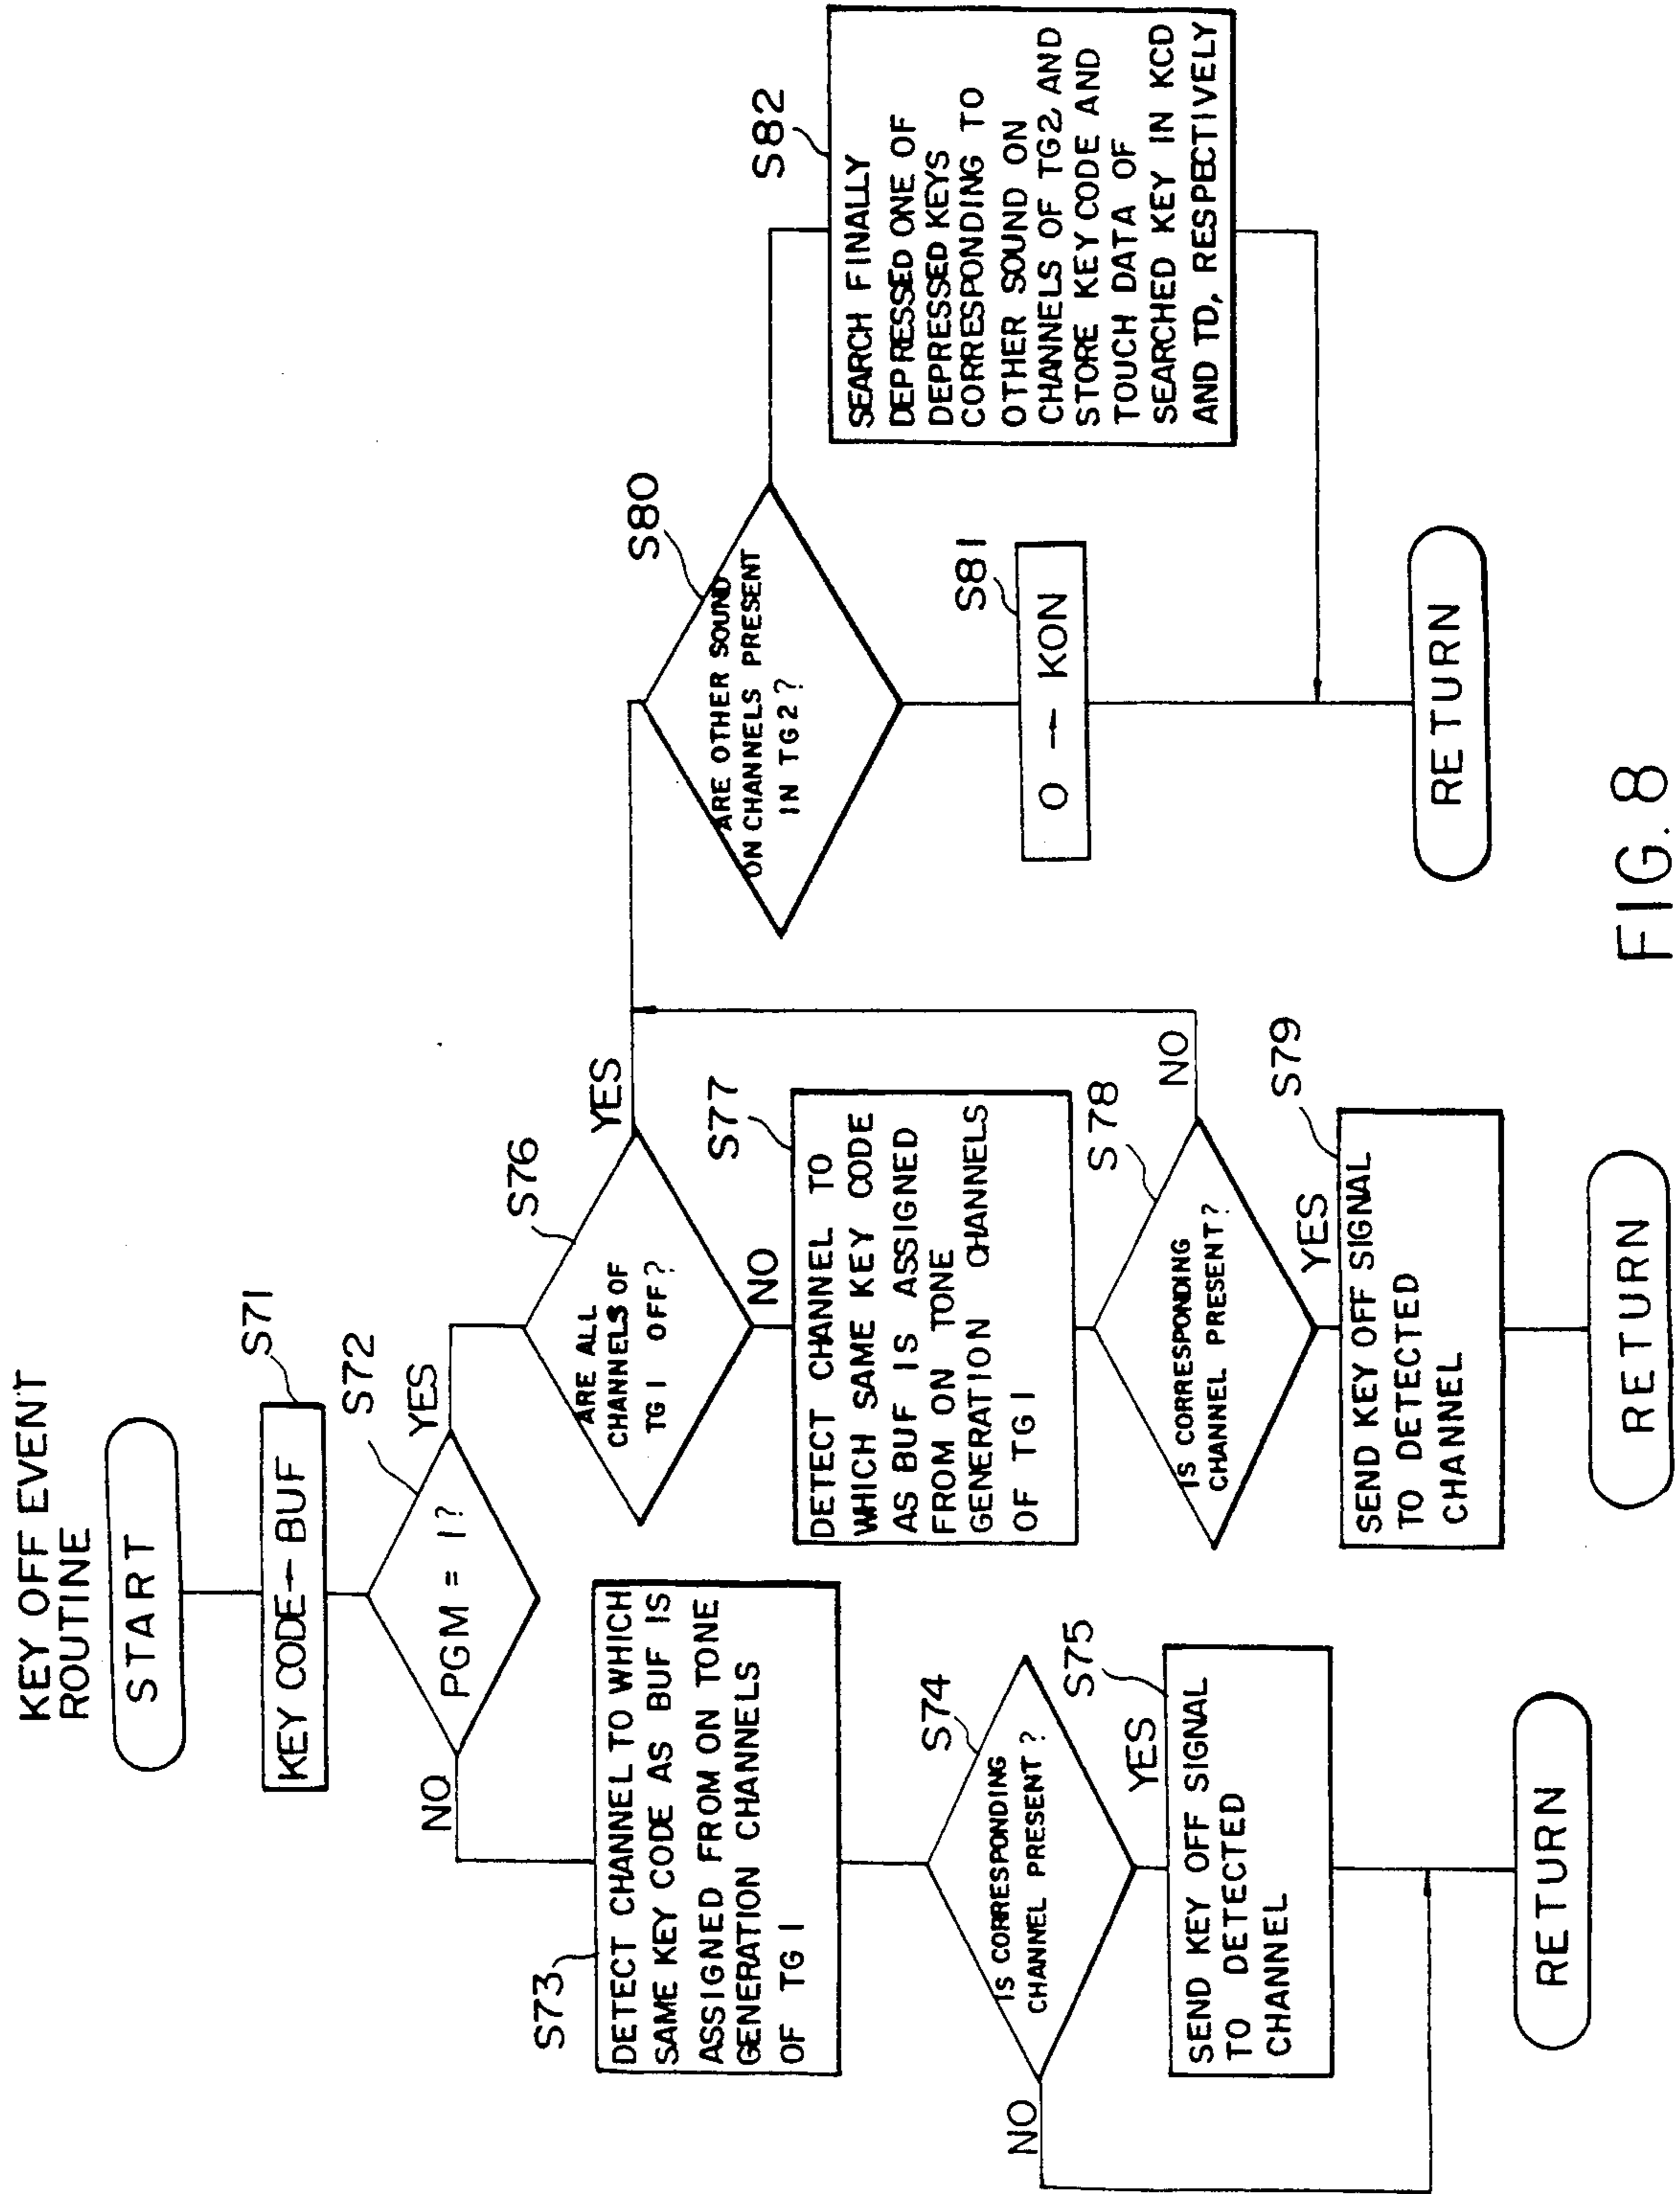 KEY OFF EVENT
ROUTINE
START
S71
KEY CODE ← BUF
S72
PGM = 1?
NO
YES
S73
DETECT CHANNEL TO WHICH
SAME KEY CODE AS BUF IS
ASSIGNED FROM ON TONE
GENERATION CHANNELS
OF TG1
S74
IS CORRESPONDING
CHANNEL PRESENT?
NO
YES
S75
SEND KEY OFF SIGNAL
TO DETECTED
CHANNEL
RETURN
S76
ARE ALL
CHANNELS OF
TG1 OFF?
YES
NO
S77
DETECT CHANNEL TO
WHICH SAME KEY CODE
AS BUF IS ASSIGNED
FROM ON TONE
GENERATION CHANNELS
OF TG1
S78
IS CORRESPONDING
CHANNEL PRESENT?
NO
YES
S79
SEND KEY OFF SIGNAL
TO DETECTED
CHANNEL
RETURN
S80
ARE OTHER SOUND
ON CHANNELS PRESENT
IN TG2?
S81
0 → KON
S82
SEARCH FINALLY
DEPRESSED ONE OF
DEPRESSED KEYS
CORRESPONDING TO
OTHER SOUND ON
CHANNELS OF TG2, AND
STORE KEY CODE AND
TOUCH DATA OF
SEARCHED KEY IN KCD
AND TD, RESPECTIVELY
RETURN
FIG. 8